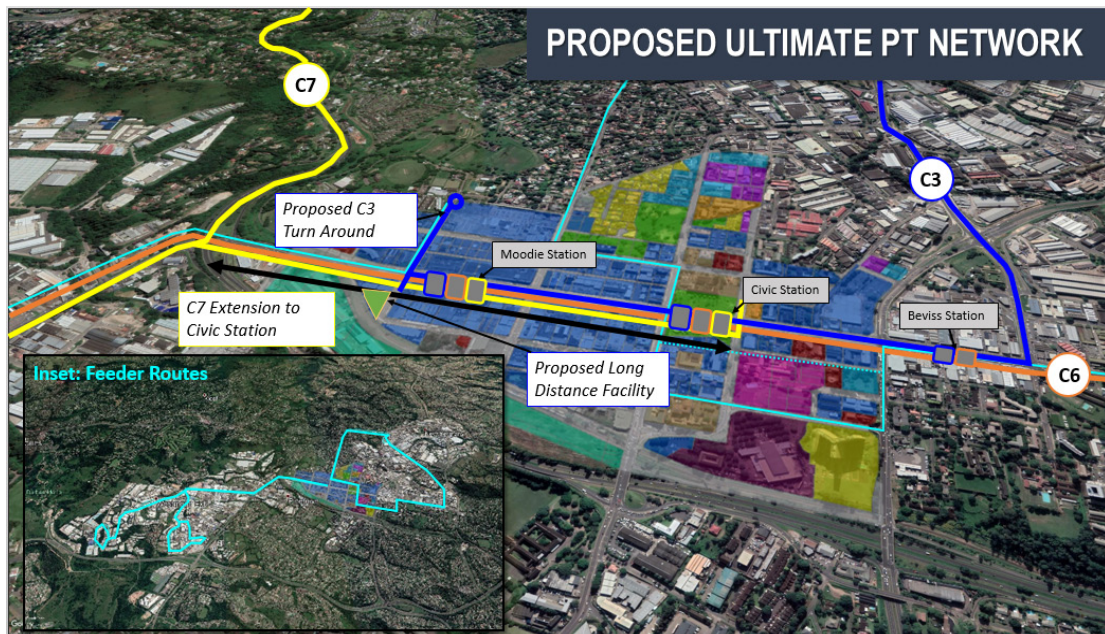 PROPOSED ULTIMATE PT NETWORK
C7
C3
Proposed C3
Turn Around
Moodie Station
Civic Station
Beviss Station
C7 Extension to
Civic Station
Proposed Long
Distance Facility
C6
Inset: Feeder Routes